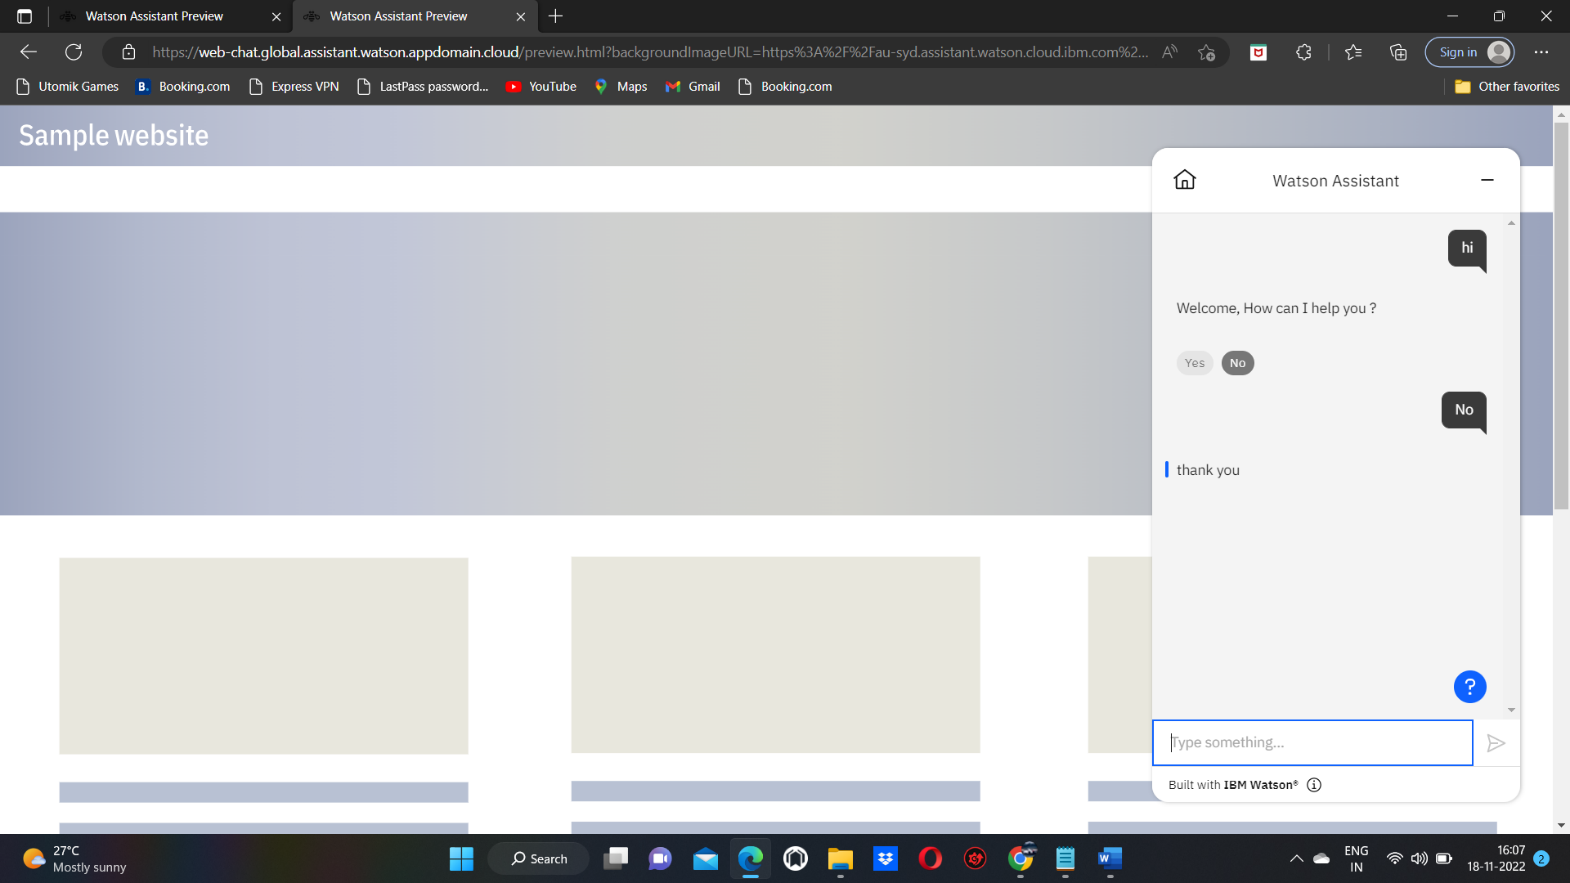 Watson Assistant Preview
Watson Assistant Preview
https://web-chat.global.assistant.watson.appdomain.cloud/preview.html?backgroundImageURL=https%3A%2F%2Fau-syd.assistant.watson.cloud.ibm.com%2...
Sign in
Utomik Games
B. Booking.com
Express VPN
LastPass password...
YouTube
Maps
Gmail
Booking.com
Other favorites
Sample website
Watson Assistant
hi
Welcome, How can I help you ?
Yes No
No
thank you
?
Type something...
Built with IBM Watson®
27°C
Mostly sunny
Search
ENG
IN
16:07
18-11-2022
2